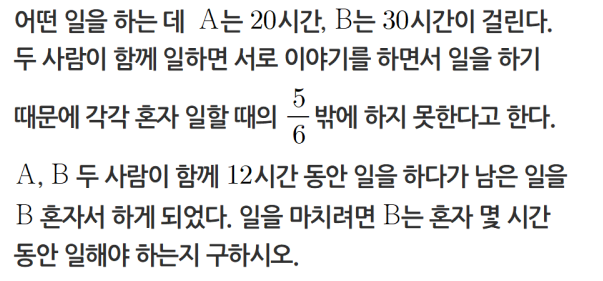 어떤 일을 하는 데 A는 20시간, B는 30시간이 걸린다.
두 사람이 함께 일하면 서로 이야기를 하면서 일을 하기
때문에 각각 혼자 일할 때의 5/6 밖에 하지 못한다고 한다.
A, B 두 사람이 함께 12시간 동안 일을 하다가 남은 일을
B 혼자서 하게 되었다. 일을 마치려면 B는 혼자 몇 시간
동안 일해야 하는지 구하시오.